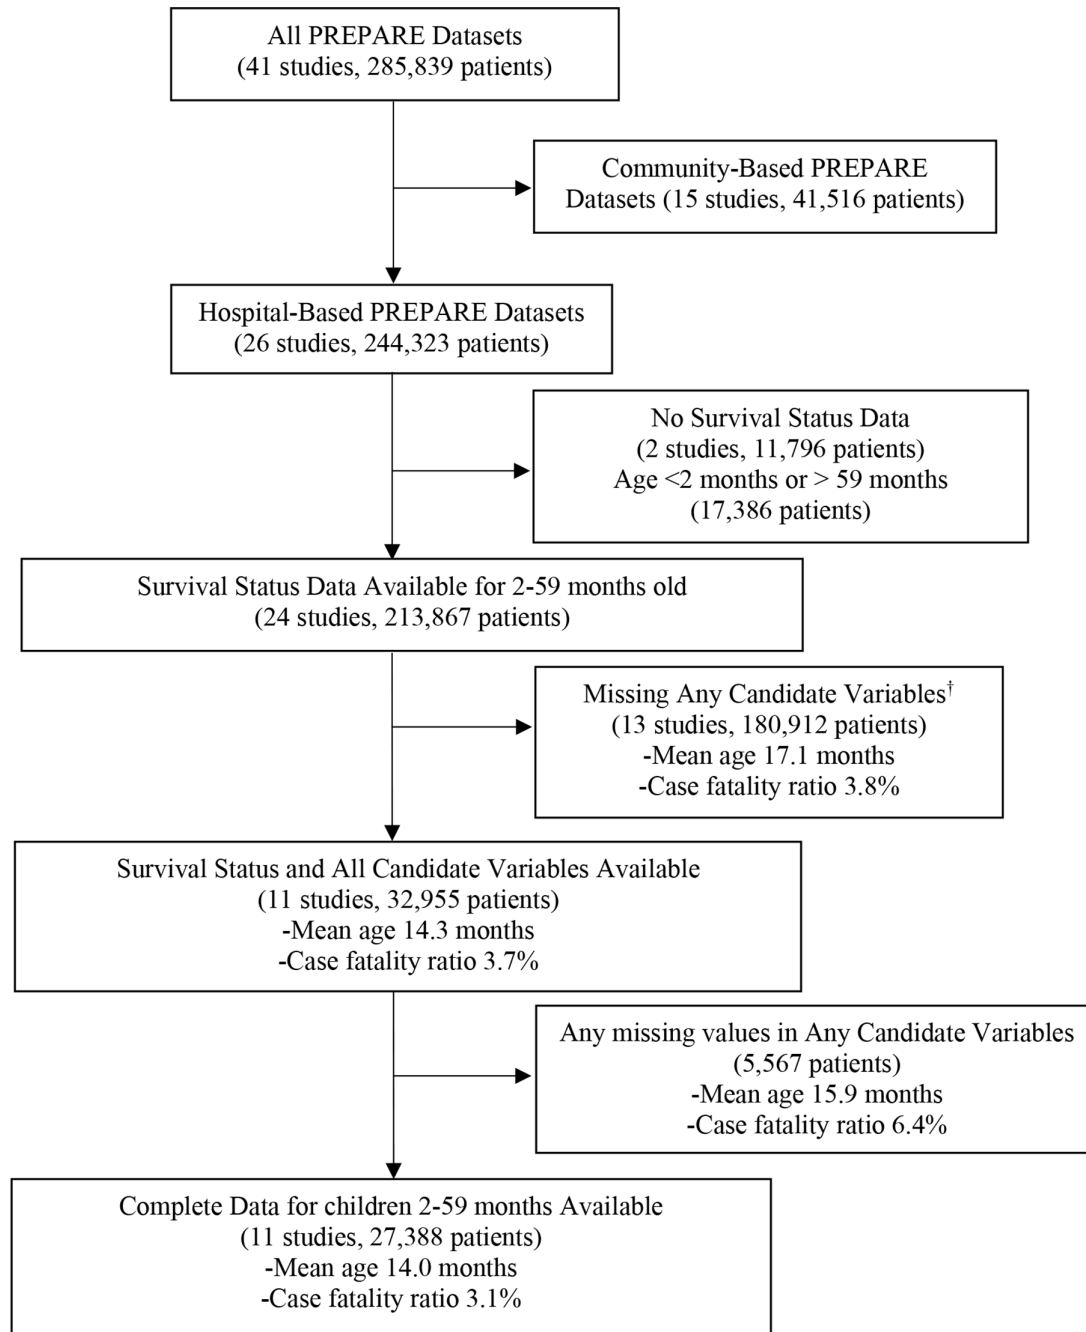 All PREPARE Datasets
(41 studies, 285,839 patients)
Community-Based PREPARE
Datasets (15 studies, 41,516 patients)
Hospital-Based PREPARE Datasets
(26 studies, 244,323 patients)
No Survival Status Data
(2 studies, 11,796 patients)
Age <2 months or > 59 months
(17,386 patients)
Survival Status Data Available for 2-59 months old
(24 studies, 213,867 patients)
Missing Any Candidate Variables†
(13 studies, 180,912 patients)
-Mean age 17.1 months
-Case fatality ratio 3.8%
Survival Status and All Candidate Variables Available
(11 studies, 32,955 patients)
-Mean age 14.3 months
-Case fatality ratio 3.7%
Any missing values in Any Candidate Variables
(5,567 patients)
-Mean age 15.9 months
-Case fatality ratio 6.4%
Complete Data for children 2-59 months Available
(11 studies, 27,388 patients)
-Mean age 14.0 months
-Case fatality ratio 3.1%